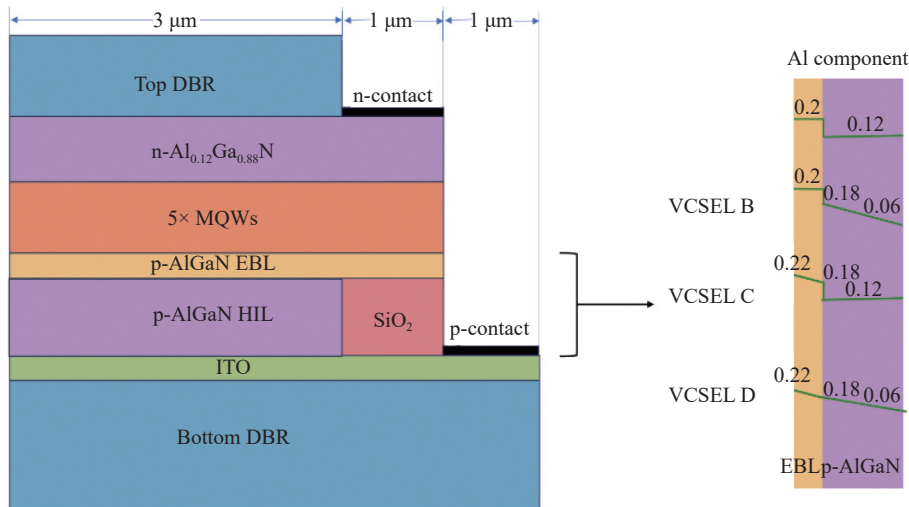 3 μm
1 μm
1 μm
Top DBR
n-contact
n-Al₀.₁₂Ga₀.₈₈N
5× MQWs
p-AlGaN EBL
p-AlGaN HIL
SiO₂
p-contact
ITO
Bottom DBR
Al component
0.2
0.12
VCSEL B
0.2
0.18
0.06
VCSEL C
0.22
0.18
0.12
VCSEL D
0.22
0.18
0.06
EBL
p-AlGaN